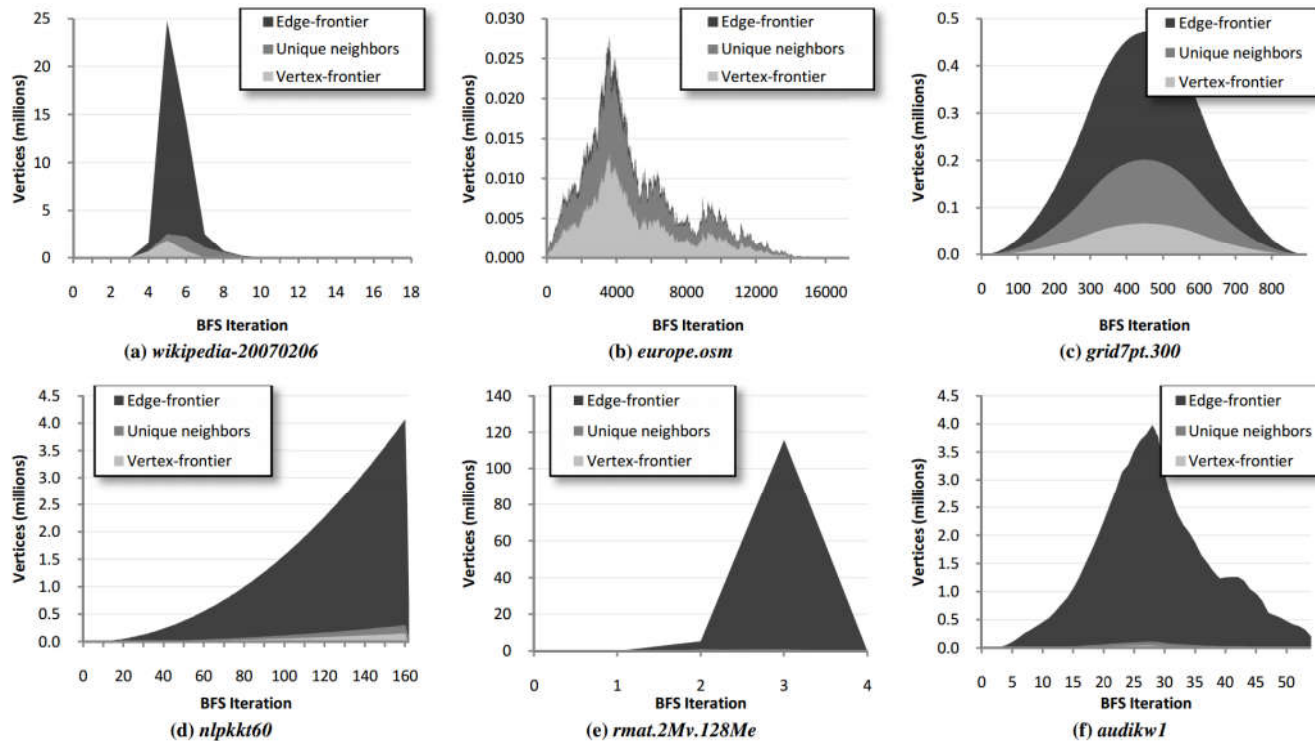 25
20
15
10
5
0
Vertices (millions)
Edge-frontier
Unique neighbors
Vertex-frontier
0 2 4 6 8 10 12 14 16 18
BFS Iteration
(a) wikipedia-20070206
0.030
0.025
0.020
0.015
0.010
0.005
0.000
Vertices (millions)
Edge-frontier
Unique neighbors
Vertex-frontier
0 4000 8000 12000 16000
BFS Iteration
(b) europe.osm
0.5
0.4
0.3
0.2
0.1
0.0
Vertices (millions)
Edge-frontier
Unique neighbors
Vertex-frontier
0 100 200 300 400 500 600 700 800
BFS Iteration
(c) grid7pt.300
4.5
4.0
3.5
3.0
2.5
2.0
1.5
1.0
0.5
0.0
Vertices (millions)
Edge-frontier
Unique neighbors
Vertex-frontier
0 20 40 60 80 100 120 140 160
BFS Iteration
(d) nlpkkt60
140
120
100
80
60
40
20
0
Vertices (millions)
Edge-frontier
Unique neighbors
Vertex-frontier
0 1 2 3 4
BFS Iteration
(e) rmat.2Mv.128Me
4.5
4.0
3.5
3.0
2.5
2.0
1.5
1.0
0.5
0.0
Vertices (millions)
Edge-frontier
Unique neighbors
Vertex-frontier
0 5 10 15 20 25 30 35 40 45 50
BFS Iteration
(f) audikw1